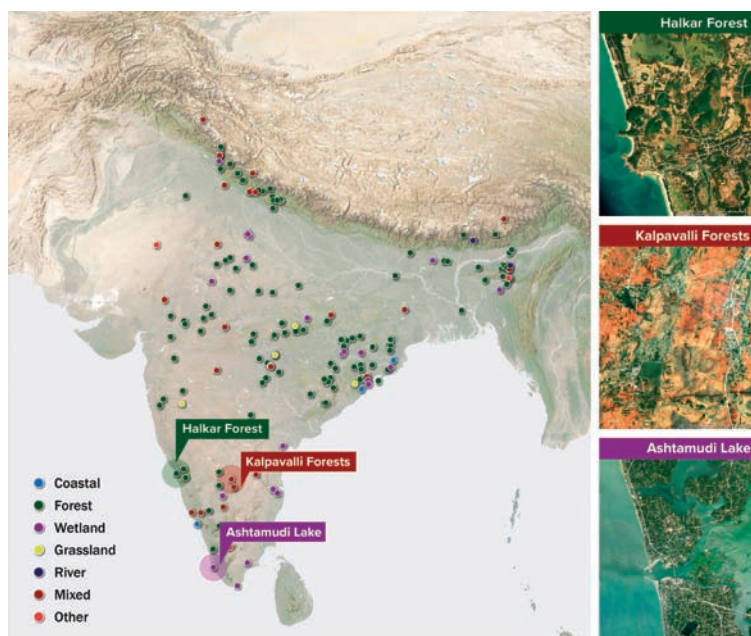 Halkar Forest
Kalpavalli Forests
Ashtamudi Lake
Coastal
Forest
Wetland
Grassland
River
Mixed
Other
Halkar Forest
Kalpavalli Forests
Ashtamudi Lake